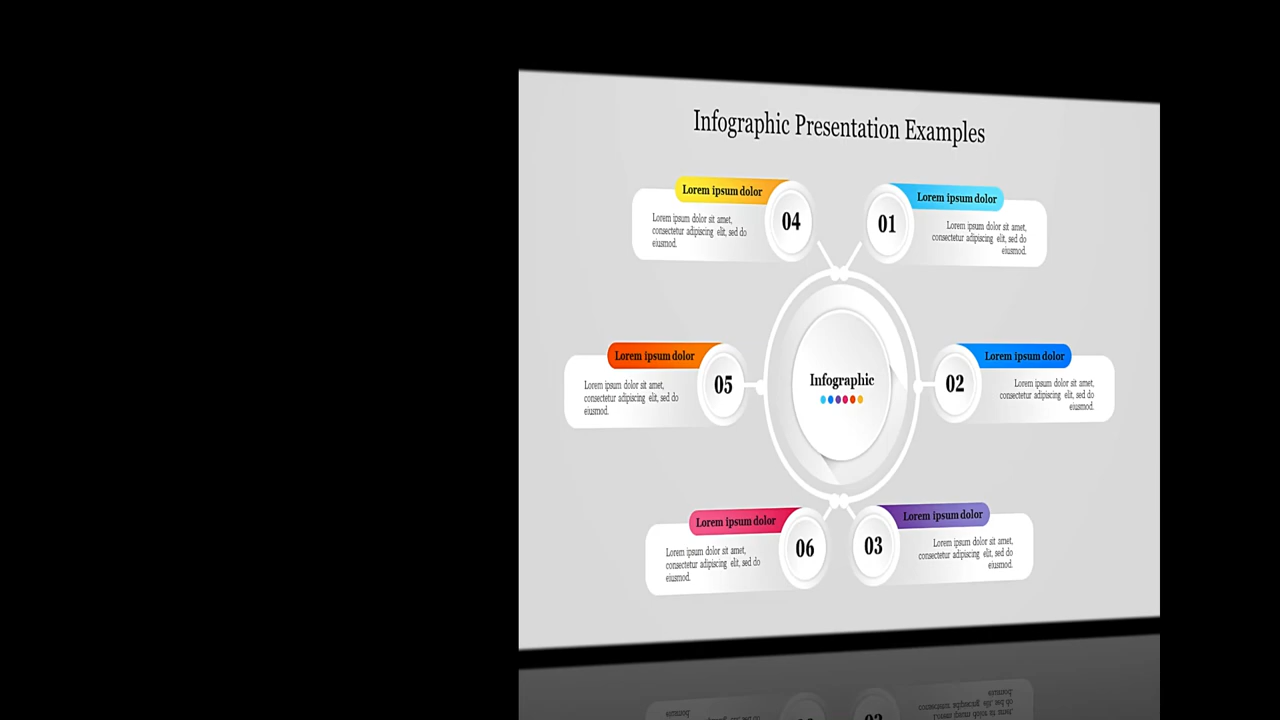 Infographic Presentation Examples
Lorem ipsum dolor
Lorem ipsum dolor sit amet,
consectetur adipiscing elit, sed do
eiusmod.
04
01
Lorem ipsum dolor
Lorem ipsum dolor sit amet,
consectetur adipiscing elit, sed do
eiusmod.
Lorem ipsum dolor
Lorem ipsum dolor sit amet,
consectetur adipiscing elit, sed do
eiusmod.
05
Infographic
02
Lorem ipsum dolor
Lorem ipsum dolor sit amet,
consectetur adipiscing elit, sed do
eiusmod.
Lorem ipsum dolor
Lorem ipsum dolor sit amet,
consectetur adipiscing elit, sed do
eiusmod.
06
03
Lorem ipsum dolor
Lorem ipsum dolor sit amet,
consectetur adipiscing elit, sed do
eiusmod.